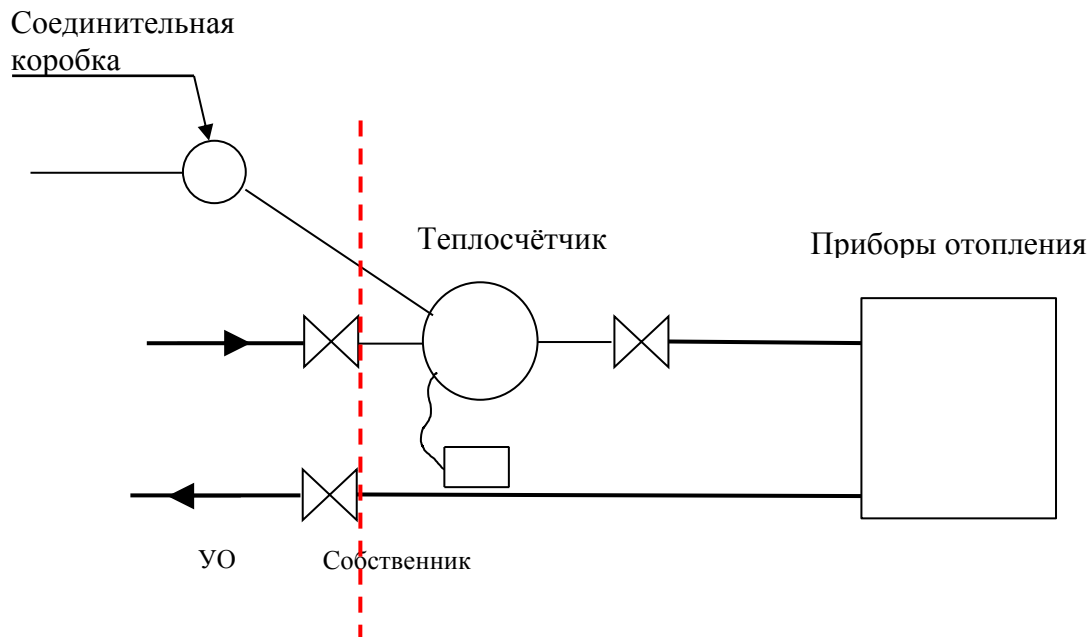 Соединительная
коробка
Теплосчётчик
Приборы отопления
УО
Собственник